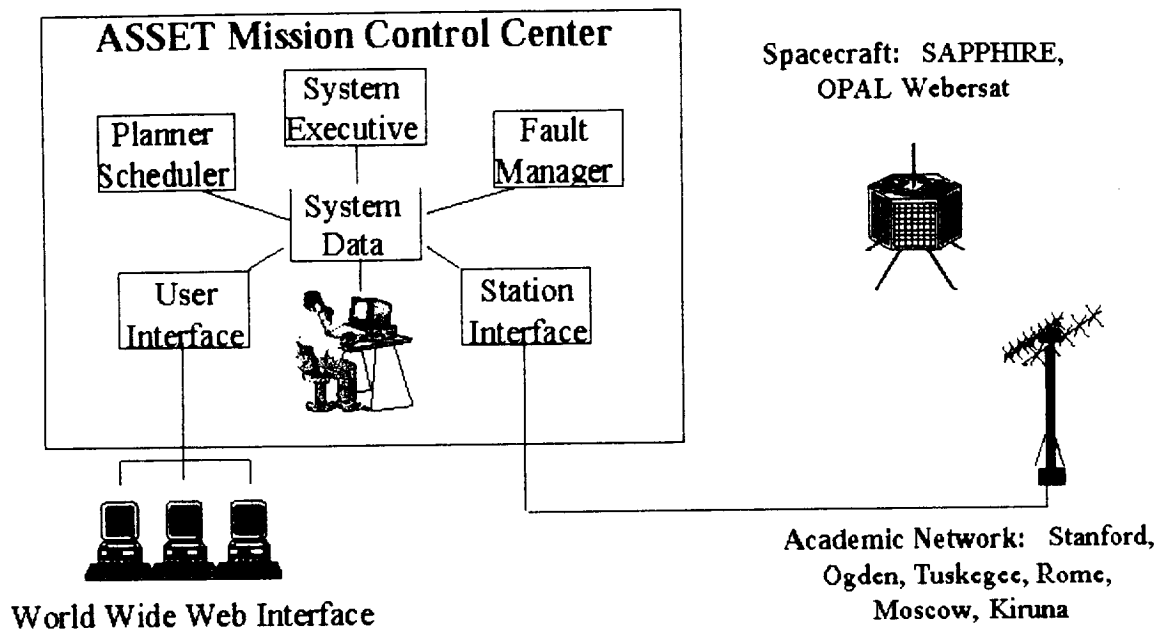 ASSET Mission Control Center
System
Executive
Planner
Scheduler
Fault
Manager
System
Data
User
Interface
Station
Interface
World Wide Web Interface
Spacecraft: SAPPHIRE,
OPAL Webersat
Academic Network: Stanford,
Ogden, Tuskegee, Rome,
Moscow, Kiruna